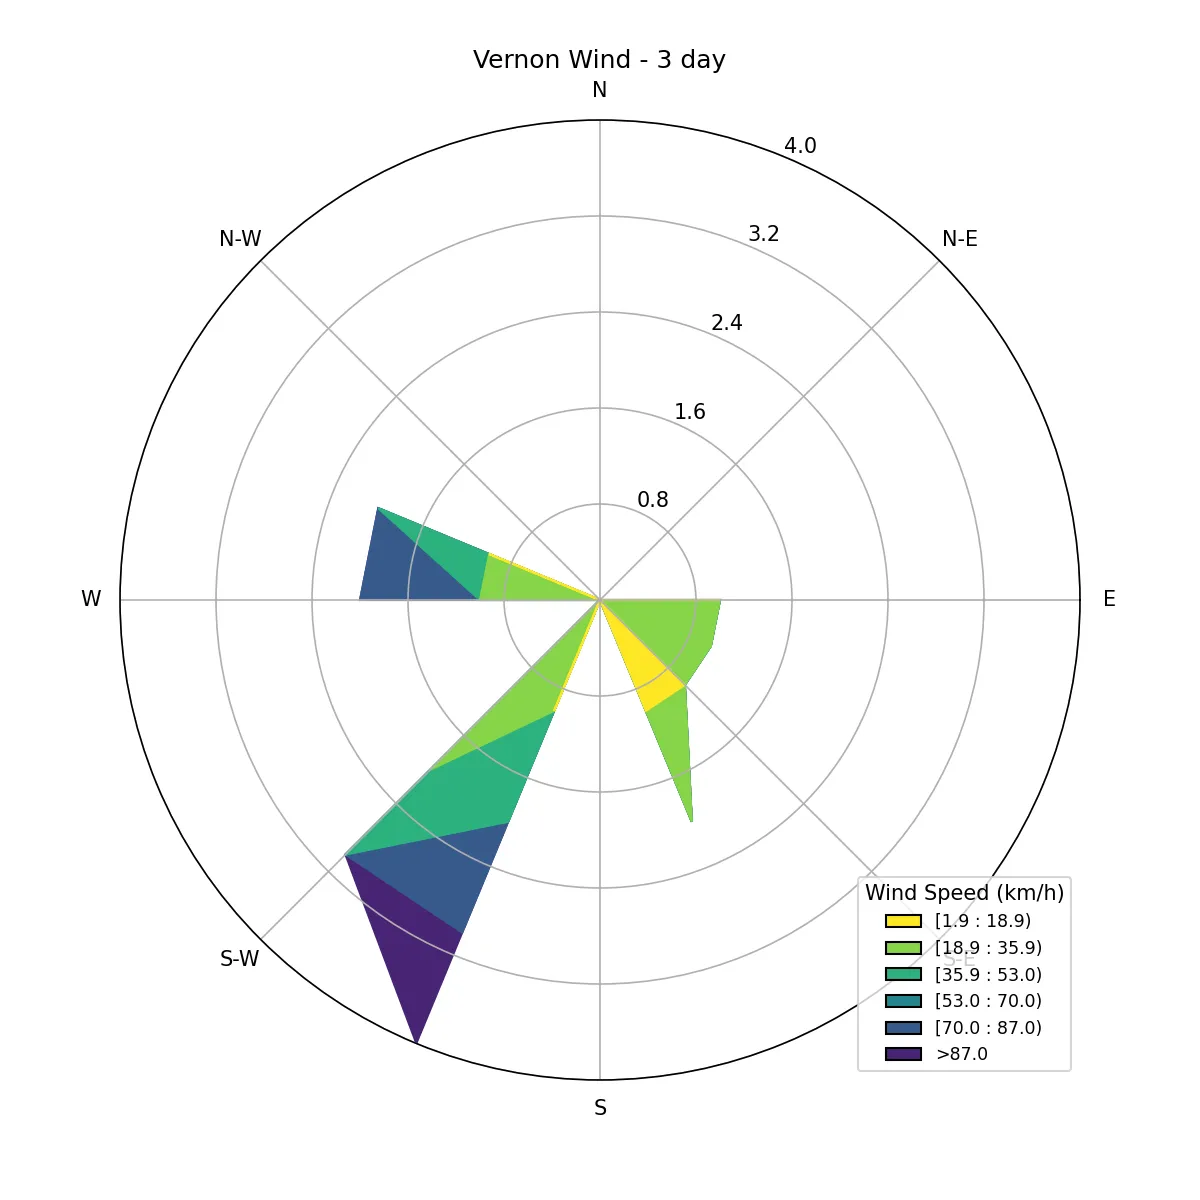 Vernon Wind - 3 day
N
4.0
N-W
3.2
N-E
2.4
1.6
0.8
W
E
S-W
S-E
S
Wind Speed (km/h)
[1.9 : 18.9)
[18.9 : 35.9)
[35.9 : 53.0)
[53.0 : 70.0)
[70.0 : 87.0)
>87.0